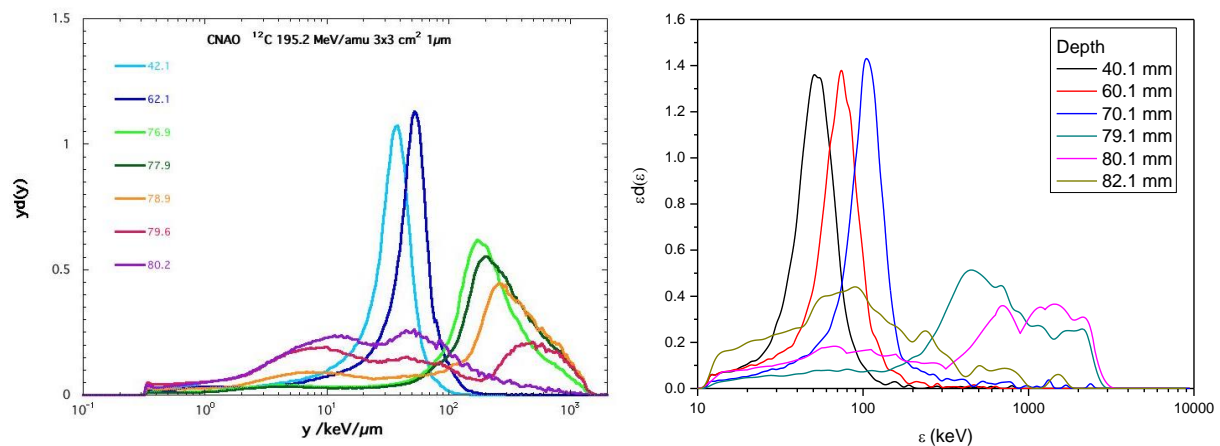 CNAO ¹²C 195.2 MeV/amu 3x3 cm² 1µm
42.1
62.1
76.9
77.9
78.9
79.6
80.2
yd(y)
1.5
1
0.5
0
10⁻¹
10⁰
10¹
10²
10³
y /keV/µm
Depth
40.1 mm
60.1 mm
70.1 mm
79.1 mm
80.1 mm
82.1 mm
εd(ε)
1.6
1.4
1.2
1.0
0.8
0.6
0.4
0.2
0.0
10
100
1000
10000
ε (keV)